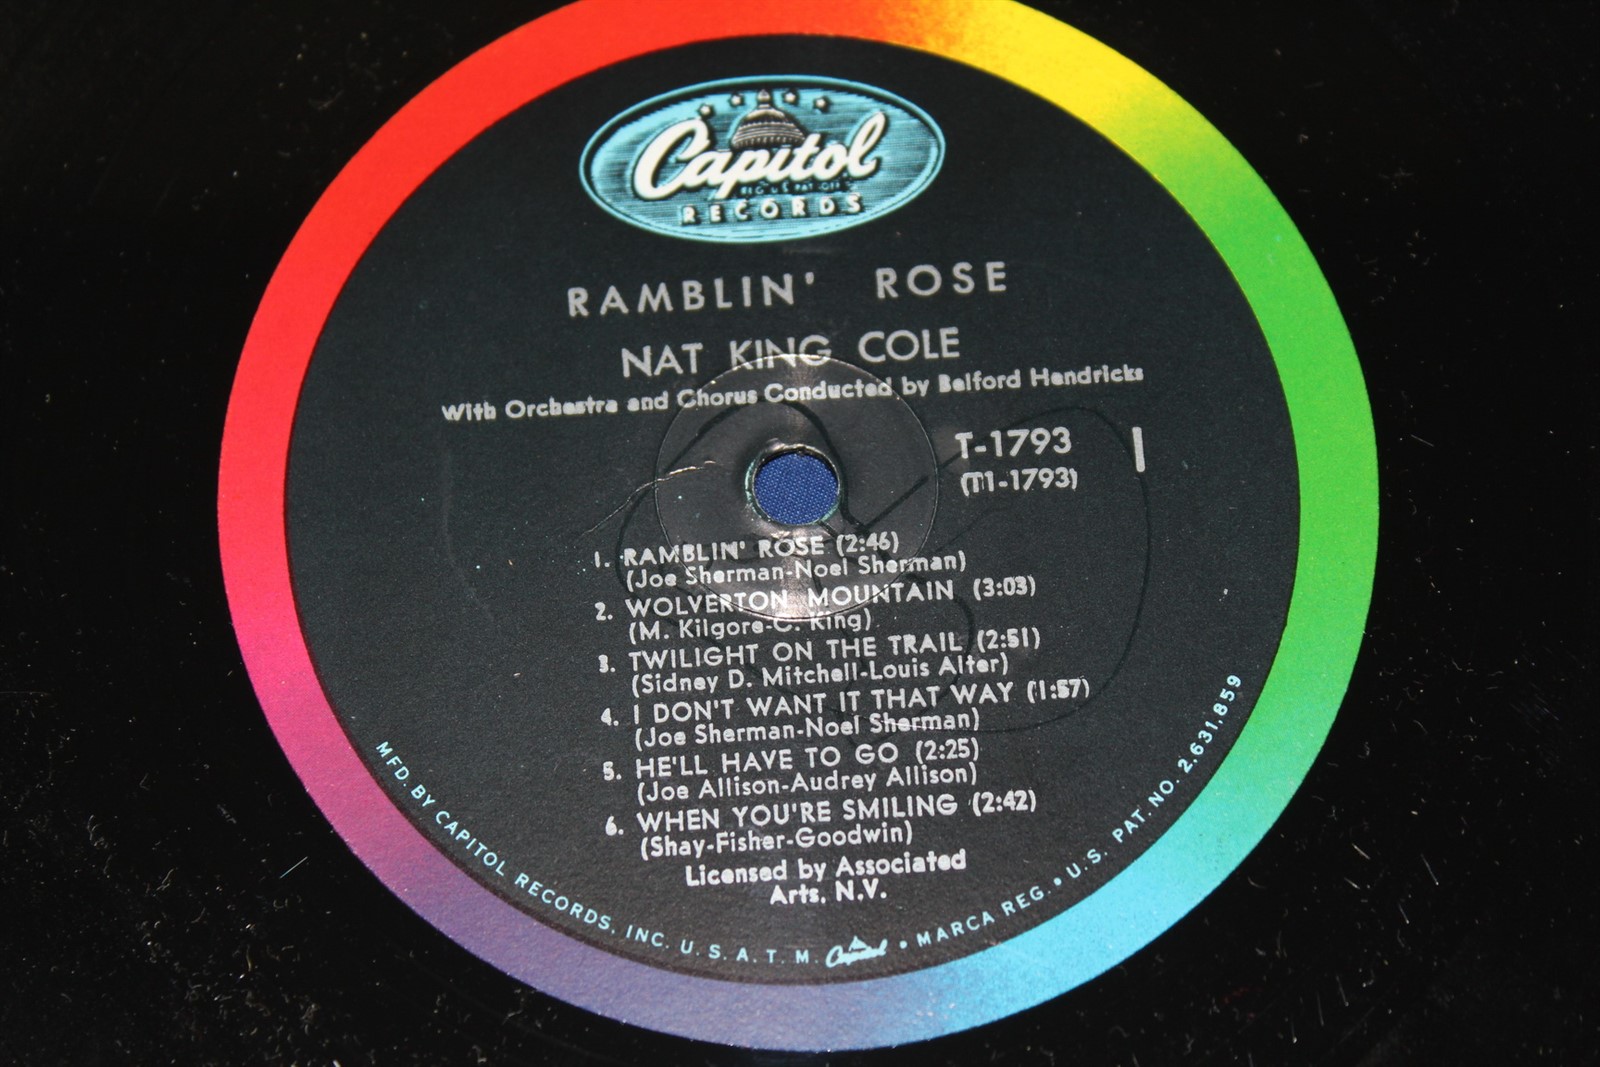 Capitol
REG. U.S. PAT. OFF.
RECORDS
RAMBLIN' ROSE
NAT KING COLE
With Orchestra and Chorus Conducted by Belford Hendricks
T-1793
(T1-1793)
1
1. RAMBLIN' ROSE (2:46)
(Joe Sherman-Noel Sherman)
2. WOLVERTON MOUNTAIN (3:03)
(M. Kilgore-C. King)
3. TWILIGHT ON THE TRAIL (2:51)
(Sidney D. Mitchell-Louis Alter)
4. I DON'T WANT IT THAT WAY (1:57)
(Joe Sherman-Noel Sherman)
5. HE'LL HAVE TO GO (2:25)
(Joe Allison-Audrey Allison)
6. WHEN YOU'RE SMILING (2:42)
(Shay-Fisher-Goodwin)
Licensed by Associated
Arts, N.V.
MFD. BY CAPITOL RECORDS, INC. U. S. A. T. M. Capitol • MARCA REG. • U.S. PAT. NO. 2,631,859